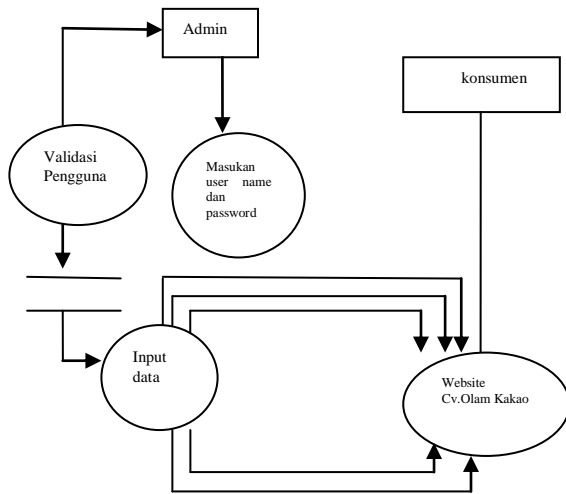 Admin
konsumen
Validasi
Pengguna
Masukan
user name
dan
password
Input
data
Website
Cv.Olam Kakao